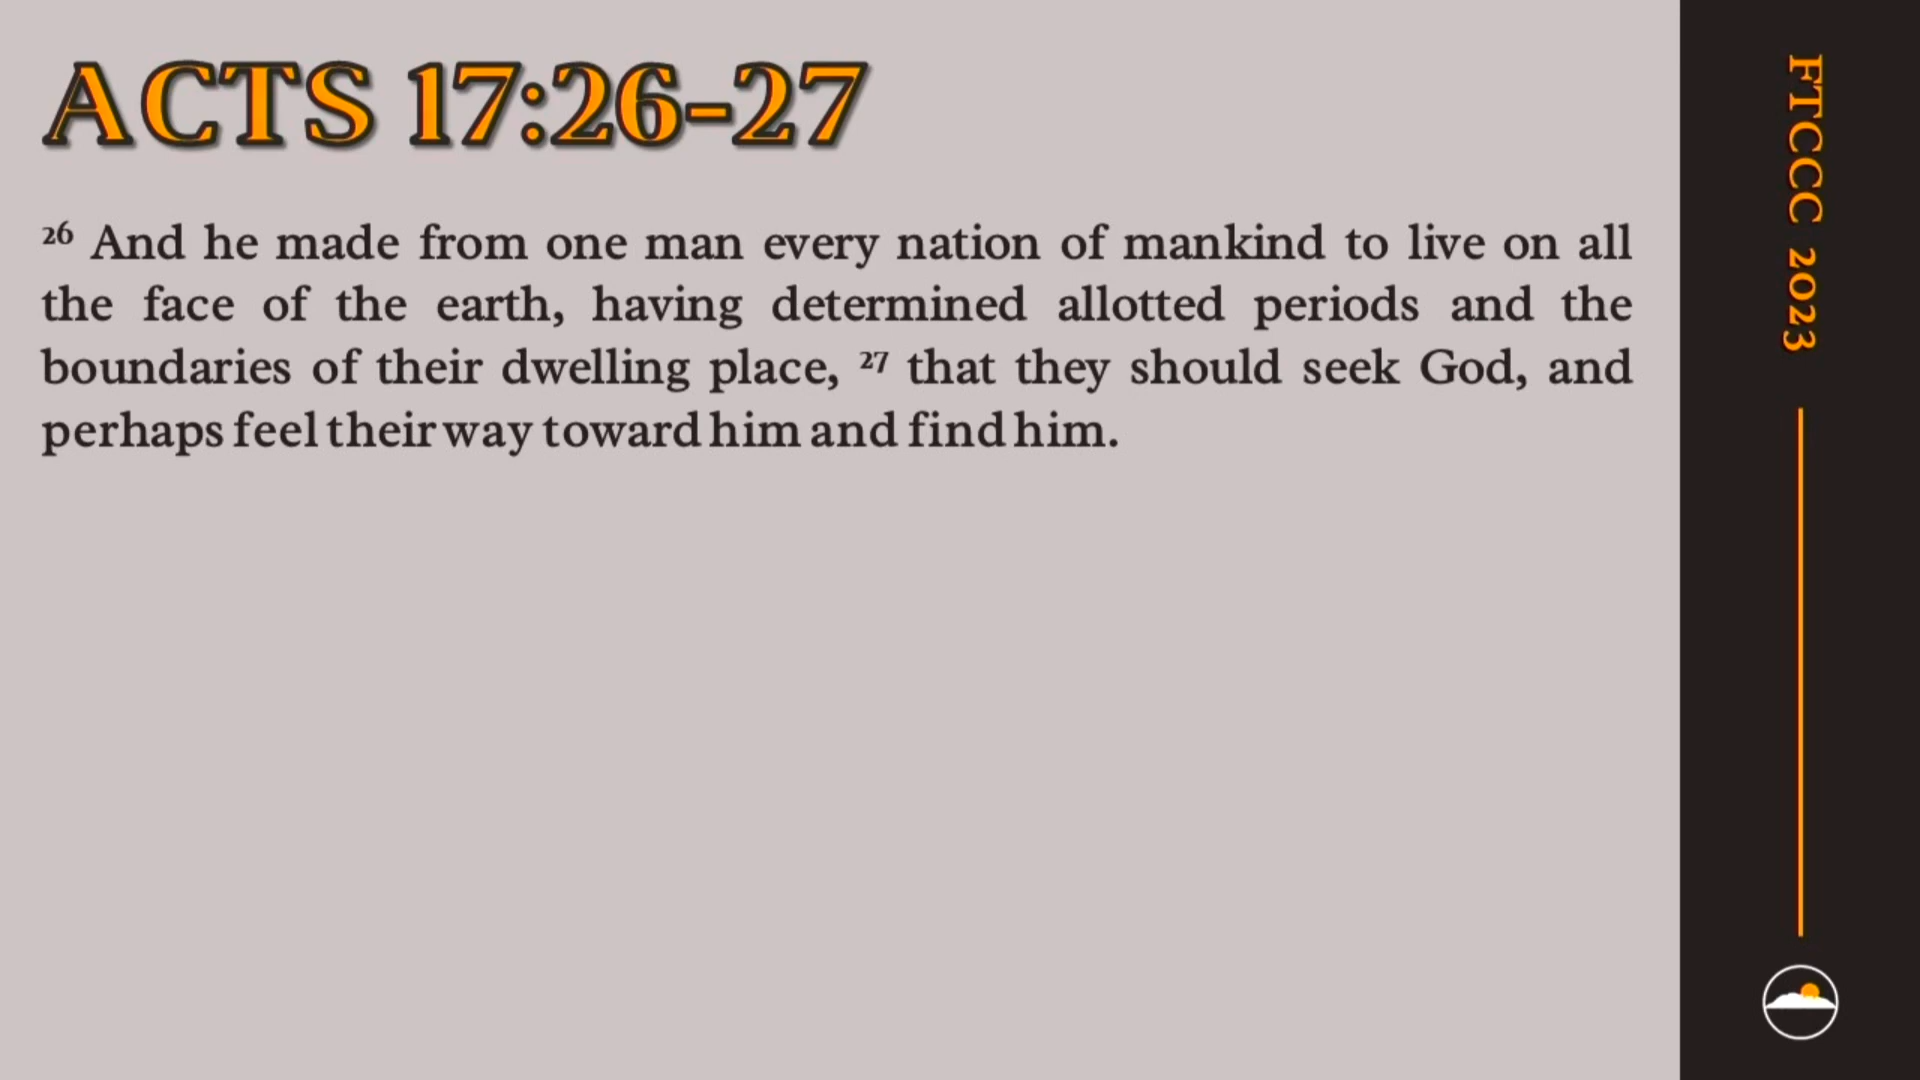 ACTS 17:26-27
²⁶ And he made from one man every nation of mankind to live on all
the face of the earth, having determined allotted periods and the
boundaries of their dwelling place, ²⁷ that they should seek God, and
perhaps feel their way toward him and find him.
FTCCC 2023